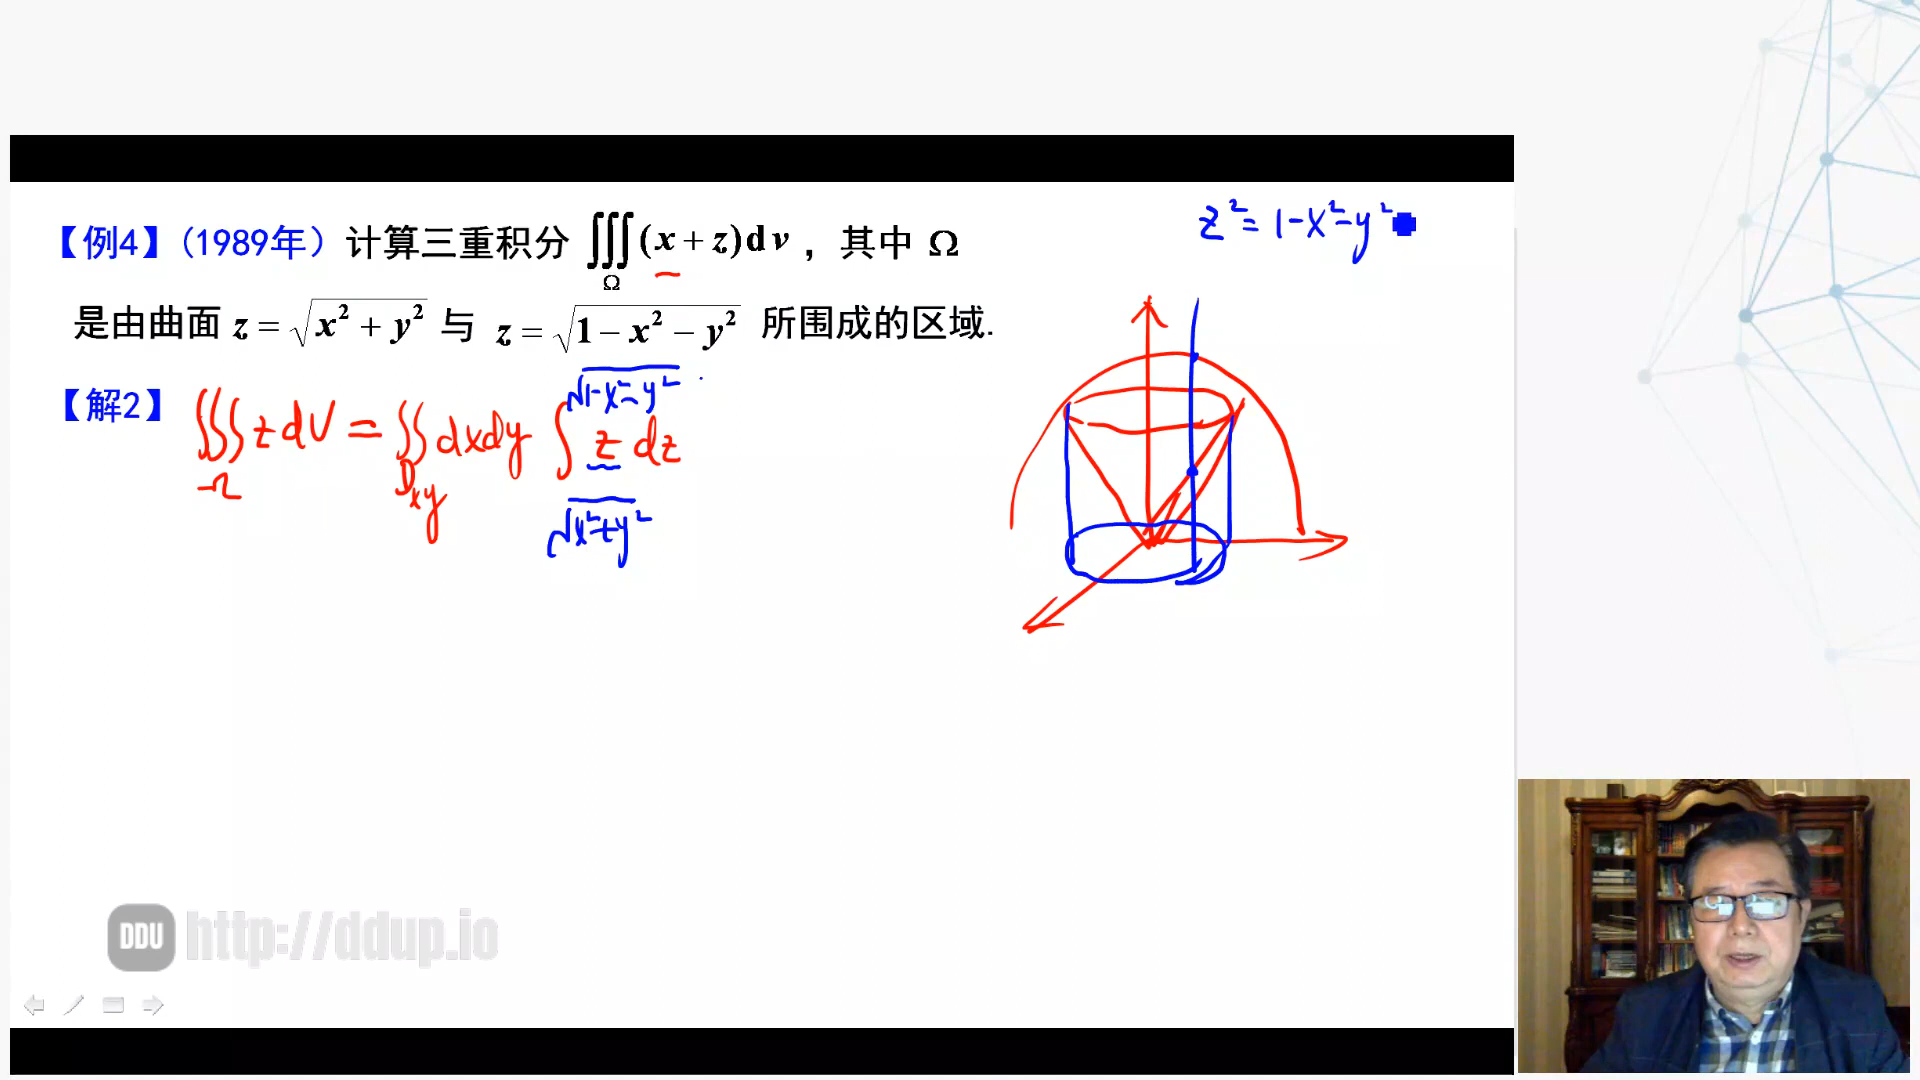 【例4】(1989年) 计算三重积分 ∭_Ω (x + z)dv , 其中 Ω
是由曲面 z = √(x² + y²) 与 z = √(1 − x² − y²) 所围成的区域.
z² = 1-x²-y²
【解2】 ∭_Ω z dV = ∬_{Dxy} dxdy ∫_{√(x²+y²)}^{√(1-x²-y²)} z dz
DDU http://ddup.io